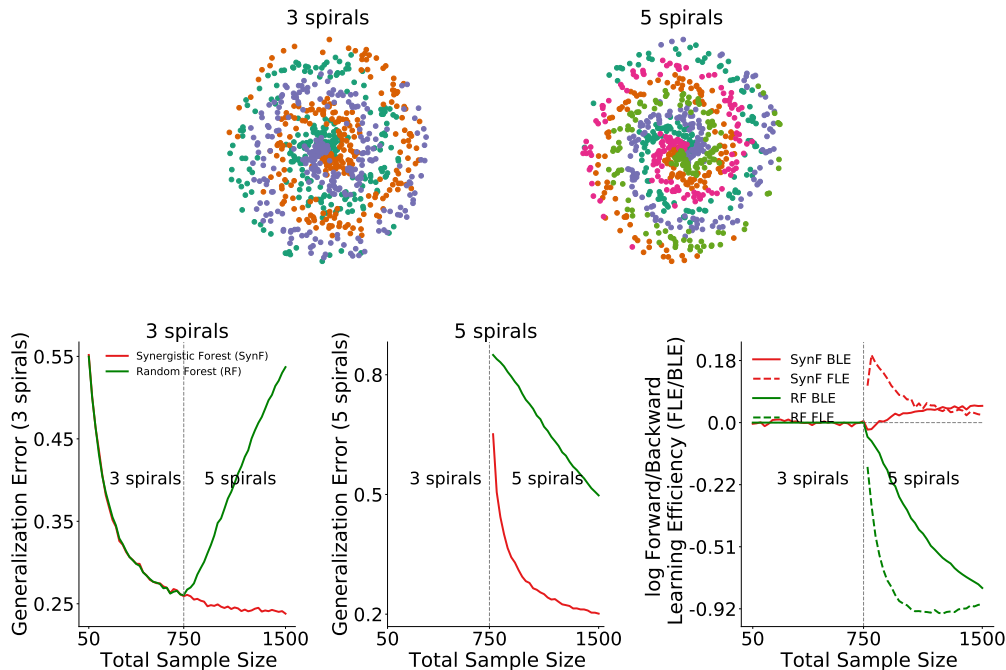 3 spirals
5 spirals
3 spirals
Generalization Error (3 spirals)
0.55
0.45
0.35
0.25
Synergistic Forest (SynF)
Random Forest (RF)
3 spirals
5 spirals
50
750
1500
Total Sample Size
5 spirals
Generalization Error (5 spirals)
0.8
0.5
0.2
3 spirals
5 spirals
50
750
1500
Total Sample Size
log Forward/Backward
Learning Efficiency (FLE/BLE)
0.18
0.0
-0.22
-0.51
-0.92
SynF BLE
SynF FLE
RF BLE
RF FLE
3 spirals
5 spirals
50
750
1500
Total Sample Size